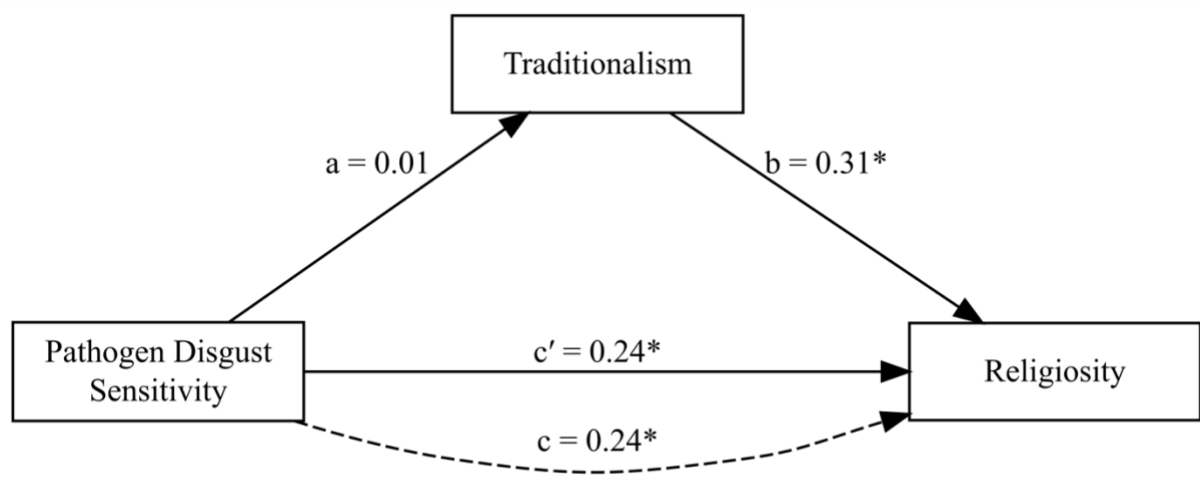 Traditionalism
a = 0.01
b = 0.31*
Pathogen Disgust
Sensitivity
c′ = 0.24*
Religiosity
c = 0.24*